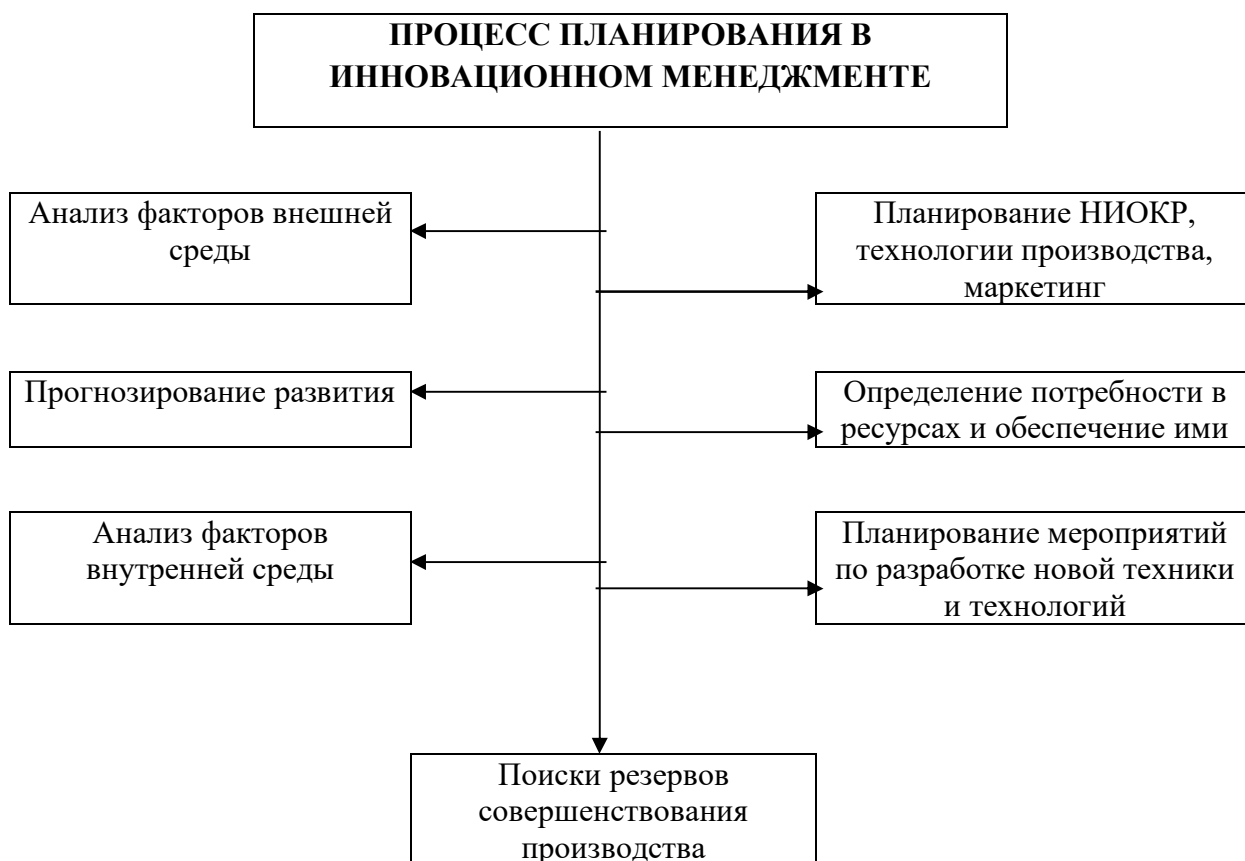 ПРОЦЕСС ПЛАНИРОВАНИЯ В
ИННОВАЦИОННОМ МЕНЕДЖМЕНТЕ
Анализ факторов внешней
среды
Планирование НИОКР,
технологии производства,
маркетинг
Прогнозирование развития
Определение потребности в
ресурсах и обеспечение ими
Анализ факторов
внутренней среды
Планирование мероприятий
по разработке новой техники
и технологий
Поиски резервов
совершенствования
производства